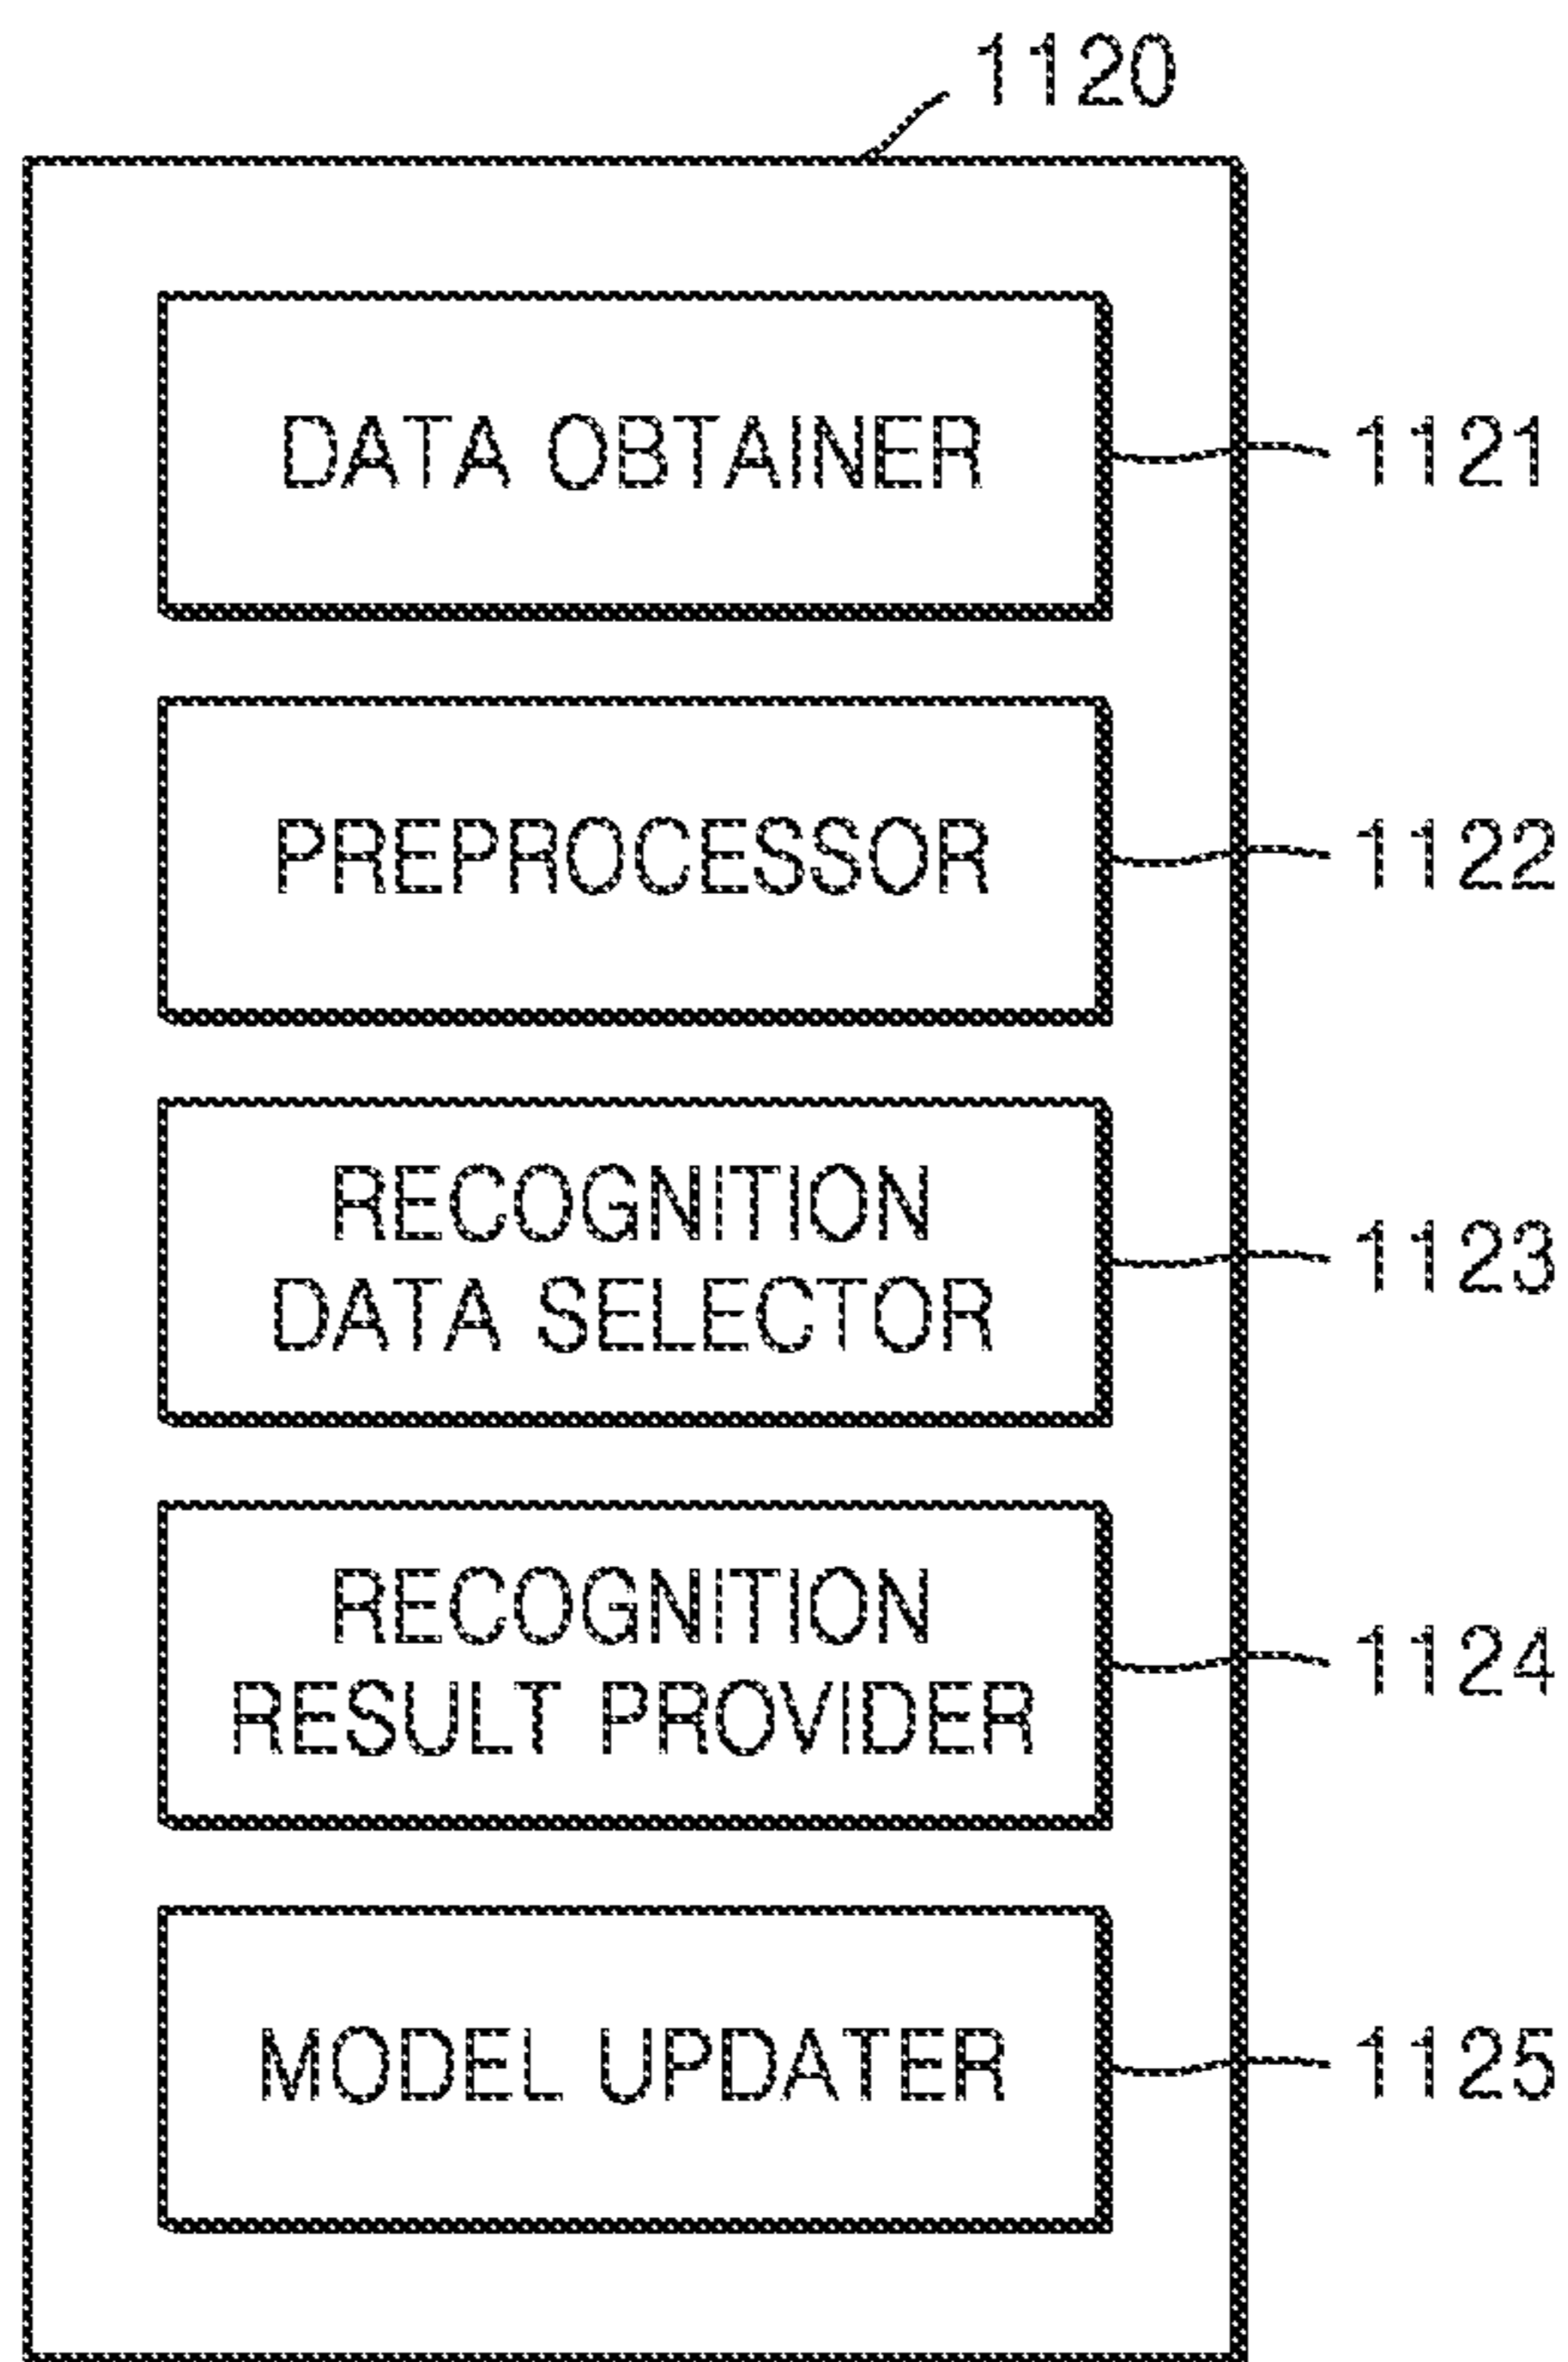 1120
DATA OBTAINER
1121
PREPROCESSOR
1122
RECOGNITION
DATA SELECTOR
1123
RECOGNITION
RESULT PROVIDER
1124
MODEL UPDATER
1125